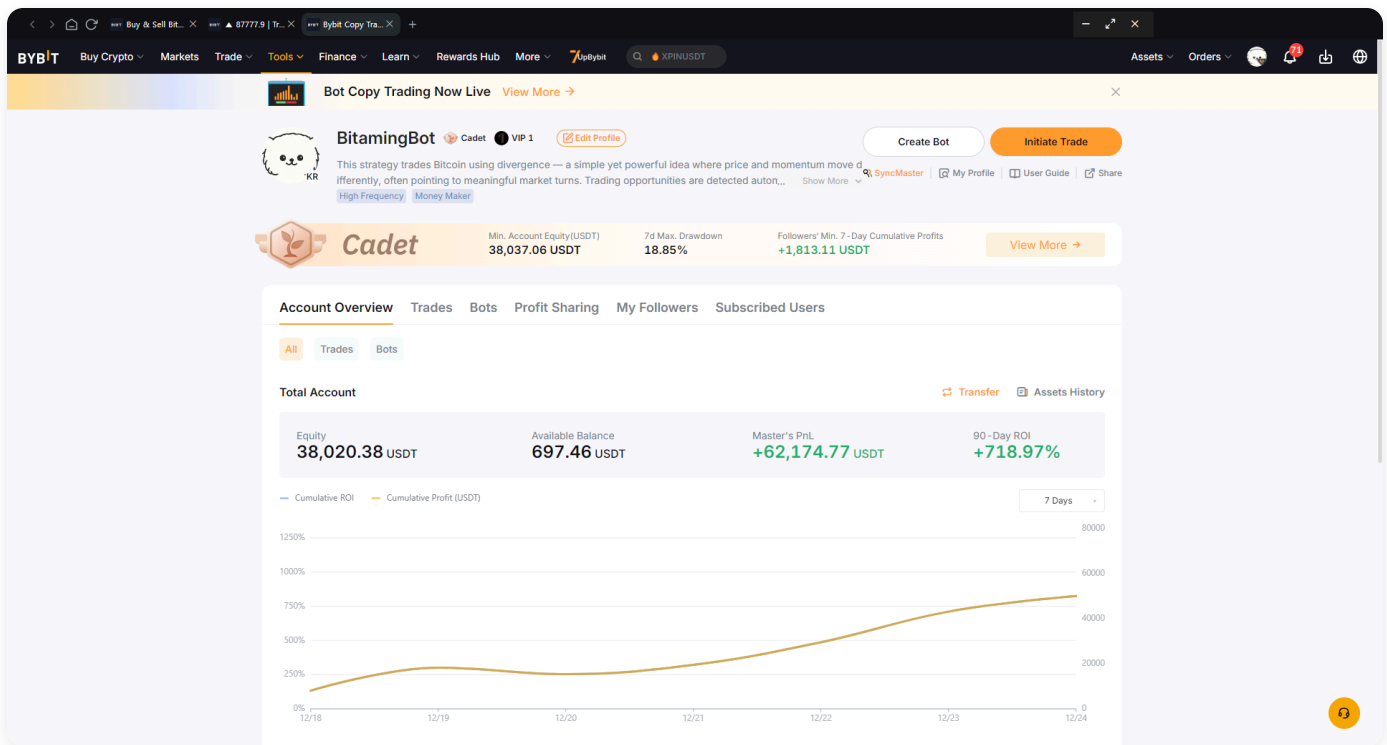 Buy & Sell Bit...
▲ 87777.9 | Tr...
Bybit Copy Tra...
BYBIT
Buy Crypto
Markets
Trade
Tools
Finance
Learn
Rewards Hub
More
7UpBybit
XPINUSDT
Assets
Orders
71
Bot Copy Trading Now Live
View More →
BitamingBot
Cadet
VIP 1
Edit Profile
Create Bot
Initiate Trade
This strategy trades Bitcoin using divergence — a simple yet powerful idea where price and momentum move d
ifferently, often pointing to meaningful market turns. Trading opportunities are detected auton...
Show More
SyncMaster
My Profile
User Guide
Share
KR
High Frequency
Money Maker
Cadet
Min. Account Equity(USDT)
38,037.06 USDT
7d Max. Drawdown
18.85%
Followers' Min. 7-Day Cumulative Profits
+1,813.11 USDT
View More →
Account Overview
Trades
Bots
Profit Sharing
My Followers
Subscribed Users
All
Trades
Bots
Total Account
Transfer
Assets History
Equity
38,020.38 USDT
Available Balance
697.46 USDT
Master's PnL
+62,174.77 USDT
90-Day ROI
+718.97%
Cumulative ROI
Cumulative Profit (USDT)
7 Days
1250%
1000%
750%
500%
250%
0%
80000
60000
40000
20000
0
12/18
12/19
12/20
12/21
12/22
12/23
12/24